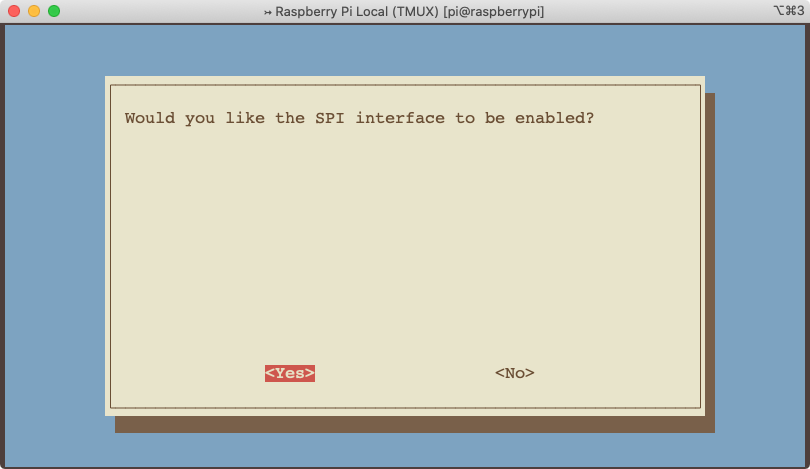 ↣ Raspberry Pi Local (TMUX) [pi@raspberrypi]
⌥⌘3
Would you like the SPI interface to be enabled?
<Yes> <No>